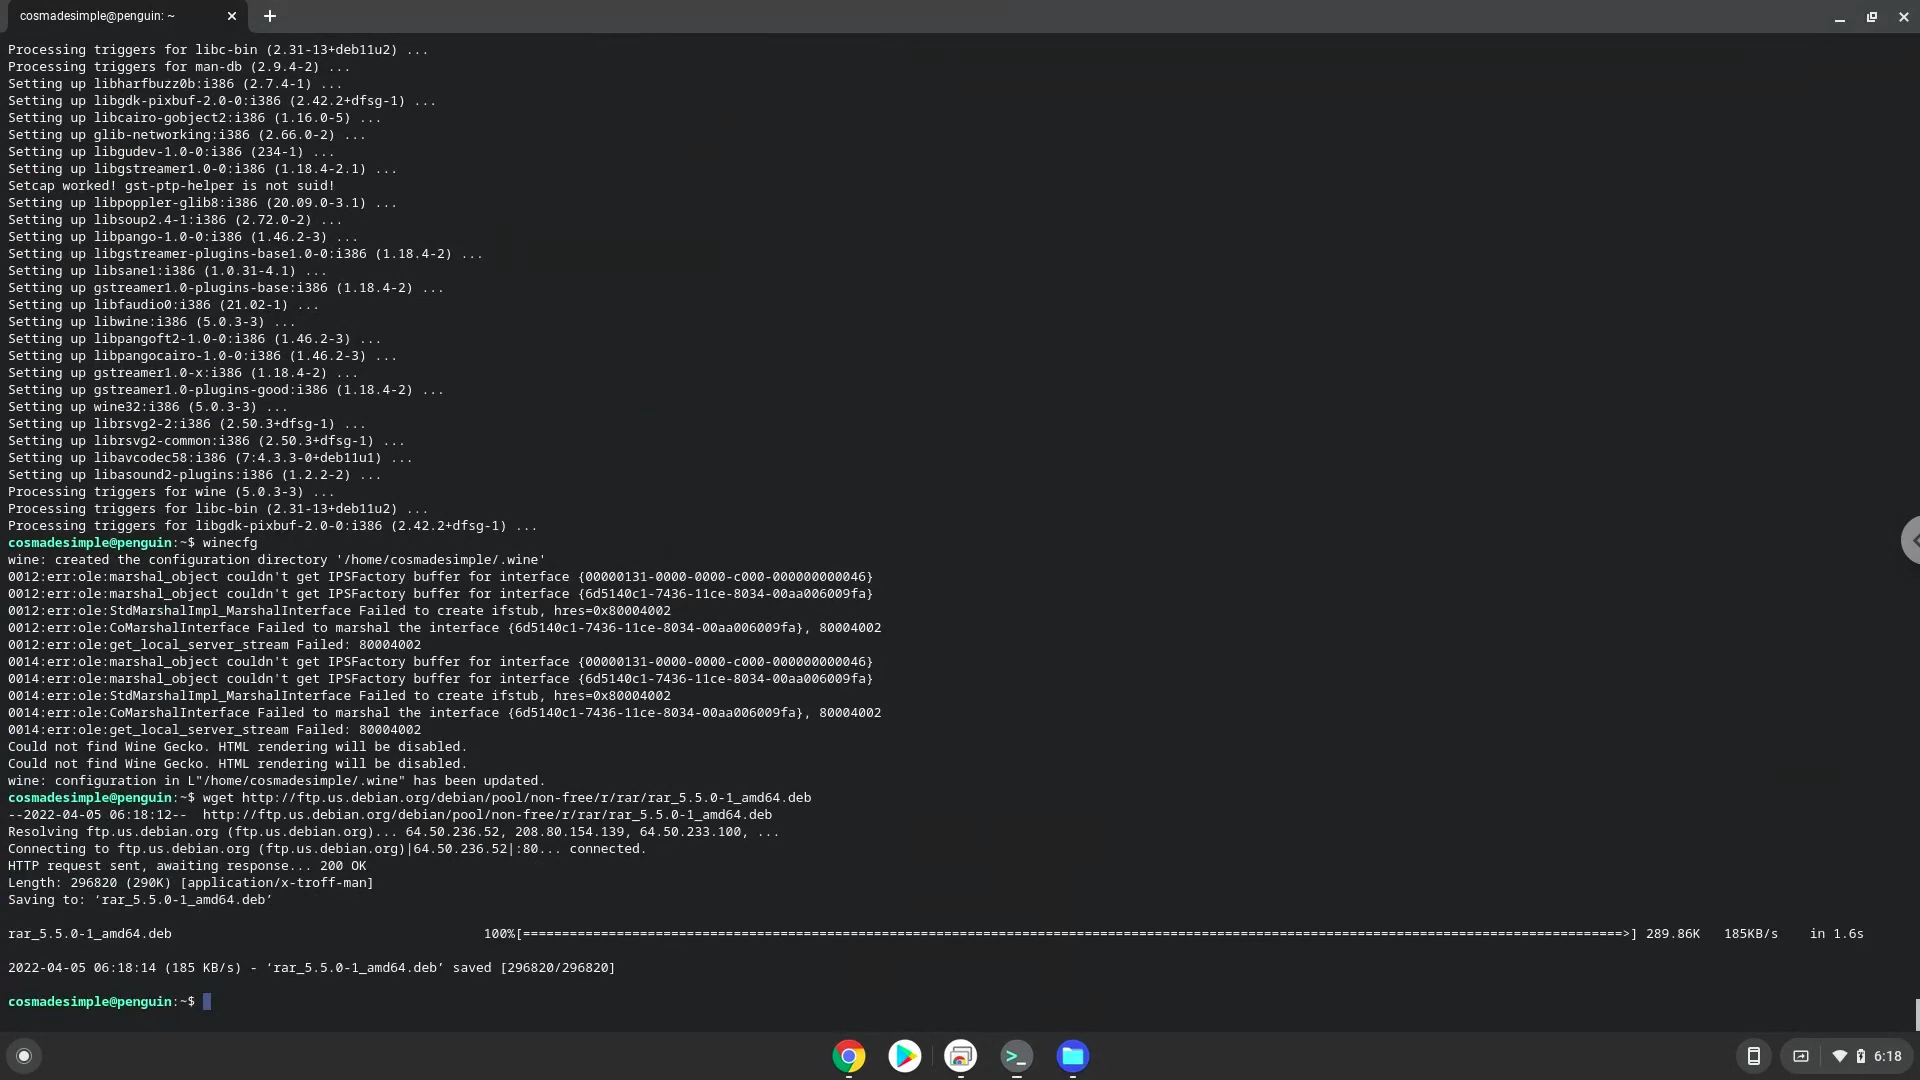 cosmadesimple@penguin: ~
Processing triggers for libc-bin (2.31-13+deb11u2) ...
Processing triggers for man-db (2.9.4-2) ...
Setting up libharfbuzz0b:i386 (2.7.4-1) ...
Setting up libgdk-pixbuf-2.0-0:i386 (2.42.2+dfsg-1) ...
Setting up libcairo-gobject2:i386 (1.16.0-5) ...
Setting up glib-networking:i386 (2.66.0-2) ...
Setting up libgudev-1.0-0:i386 (234-1) ...
Setting up libgstreamer1.0-0:i386 (1.18.4-2.1) ...
Setcap worked! gst-ptp-helper is not suid!
Setting up libpoppler-glib8:i386 (20.09.0-3.1) ...
Setting up libsoup2.4-1:i386 (2.72.0-2) ...
Setting up libpango-1.0-0:i386 (1.46.2-3) ...
Setting up libgstreamer-plugins-base1.0-0:i386 (1.18.4-2) ...
Setting up libsane1:i386 (1.0.31-4.1) ...
Setting up gstreamer1.0-plugins-base:i386 (1.18.4-2) ...
Setting up libfaudio0:i386 (21.02-1) ...
Setting up libwine:i386 (5.0.3-3) ...
Setting up libpangoft2-1.0-0:i386 (1.46.2-3) ...
Setting up libpangocairo-1.0-0:i386 (1.46.2-3) ...
Setting up gstreamer1.0-x:i386 (1.18.4-2) ...
Setting up gstreamer1.0-plugins-good:i386 (1.18.4-2) ...
Setting up wine32:i386 (5.0.3-3) ...
Setting up librsvg2-2:i386 (2.50.3+dfsg-1) ...
Setting up librsvg2-common:i386 (2.50.3+dfsg-1) ...
Setting up libavcodec58:i386 (7:4.3.3-0+deb11u1) ...
Setting up libasound2-plugins:i386 (1.2.2-2) ...
Processing triggers for wine (5.0.3-3) ...
Processing triggers for libc-bin (2.31-13+deb11u2) ...
Processing triggers for libgdk-pixbuf-2.0-0:i386 (2.42.2+dfsg-1) ...
cosmadesimple@penguin:~$ winecfg
wine: created the configuration directory '/home/cosmadesimple/.wine'
0012:err:ole:marshal_object couldn't get IPSFactory buffer for interface {00000131-0000-0000-c000-000000000046}
0012:err:ole:marshal_object couldn't get IPSFactory buffer for interface {6d5140c1-7436-11ce-8034-00aa006009fa}
0012:err:ole:StdMarshalImpl_MarshalInterface Failed to create ifstub, hres=0x80004002
0012:err:ole:CoMarshalInterface Failed to marshal the interface {6d5140c1-7436-11ce-8034-00aa006009fa}, 80004002
0012:err:ole:get_local_server_stream Failed: 80004002
0014:err:ole:marshal_object couldn't get IPSFactory buffer for interface {00000131-0000-0000-c000-000000000046}
0014:err:ole:marshal_object couldn't get IPSFactory buffer for interface {6d5140c1-7436-11ce-8034-00aa006009fa}
0014:err:ole:StdMarshalImpl_MarshalInterface Failed to create ifstub, hres=0x80004002
0014:err:ole:CoMarshalInterface Failed to marshal the interface {6d5140c1-7436-11ce-8034-00aa006009fa}, 80004002
0014:err:ole:get_local_server_stream Failed: 80004002
Could not find Wine Gecko. HTML rendering will be disabled.
Could not find Wine Gecko. HTML rendering will be disabled.
wine: configuration in L"/home/cosmadesimple/.wine" has been updated.
cosmadesimple@penguin:~$ wget http://ftp.us.debian.org/debian/pool/non-free/r/rar/rar_5.5.0-1_amd64.deb
--2022-04-05 06:18:12--  http://ftp.us.debian.org/debian/pool/non-free/r/rar/rar_5.5.0-1_amd64.deb
Resolving ftp.us.debian.org (ftp.us.debian.org)... 64.50.236.52, 208.80.154.139, 64.50.233.100, ...
Connecting to ftp.us.debian.org (ftp.us.debian.org)|64.50.236.52|:80... connected.
HTTP request sent, awaiting response... 200 OK
Length: 296820 (290K) [application/x-troff-man]
Saving to: ‘rar_5.5.0-1_amd64.deb’
rar_5.5.0-1_amd64.deb 100%[=============================================================================================================================================>] 289.86K 185KB/s in 1.6s
2022-04-05 06:18:14 (185 KB/s) - ‘rar_5.5.0-1_amd64.deb’ saved [296820/296820]
cosmadesimple@penguin:~$
6:18